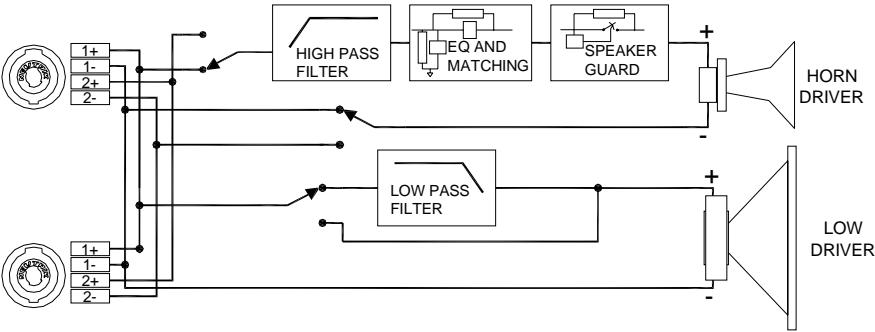 1+
1-
2+
2-
HIGH PASS
FILTER
EQ AND
MATCHING
SPEAKER
GUARD
+
-
HORN
DRIVER
LOW PASS
FILTER
+
-
LOW
DRIVER
1+
1-
2+
2-